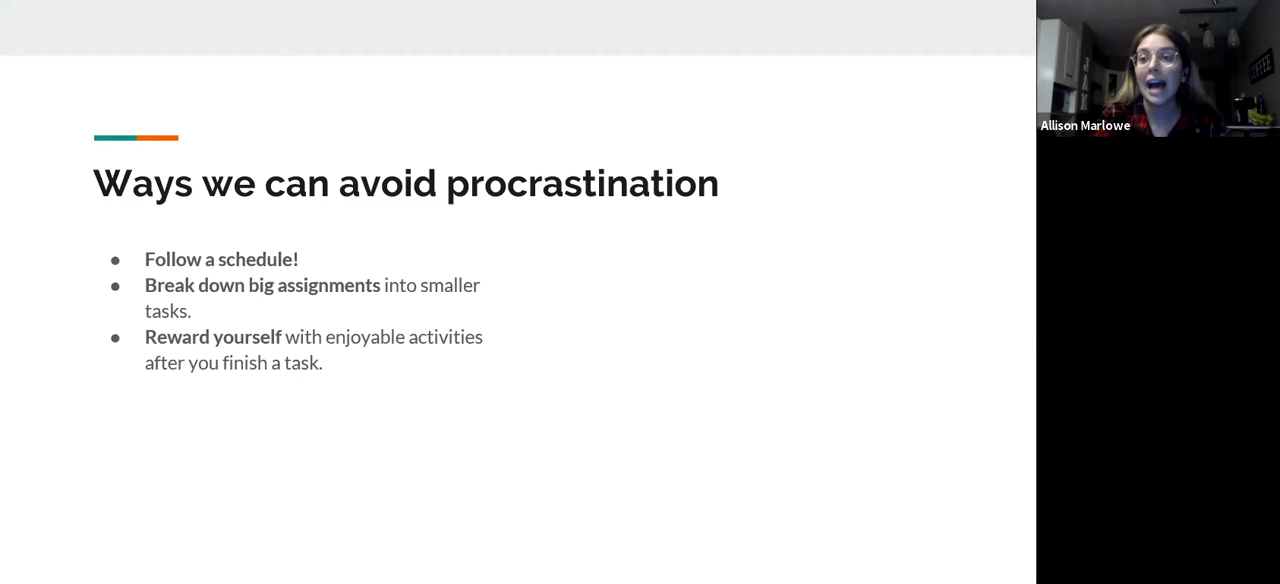 Ways we can avoid procrastination
● Follow a schedule!
● Break down big assignments into smaller
tasks.
● Reward yourself with enjoyable activities
after you finish a task.
COFFEE
Allison Marlowe